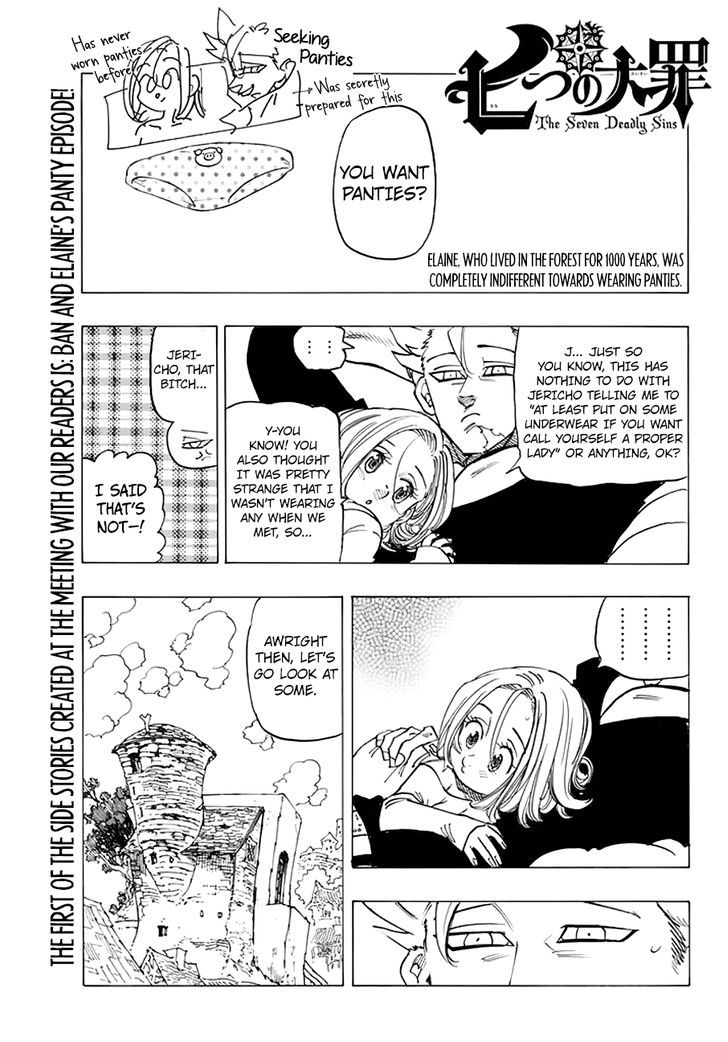 Has never
worn panties
before
Seeking
Panties
Was secretly
prepared for this
七つの大罪
The Seven Deadly Sins
YOU WANT
PANTIES?
ELAINE, WHO LIVED IN THE FOREST FOR 1000 YEARS, WAS
COMPLETELY INDIFFERENT TOWARDS WEARING PANTIES.
THE FIRST OF THE SIDE STORIES CREATED AT THE MEETING WITH OUR READERS IS: BAN AND ELAINE'S PANTY EPISODE!
J... JUST SO
YOU KNOW, THIS HAS
NOTHING TO DO WITH
JERICHO TELLING ME TO
"AT LEAST PUT ON SOME
UNDERWEAR IF YOU WANT
CALL YOURSELF A PROPER
LADY" OR ANYTHING, OK?
......
Y-YOU
KNOW! YOU
ALSO THOUGHT
IT WAS PRETTY
STRANGE THAT I
WASN'T WEARING
ANY WHEN WE
MET, SO...
JERI-
CHO, THAT
BITCH...
I SAID
THAT'S
NOT—!
............
AWRIGHT
THEN, LET'S
GO LOOK AT
SOME.